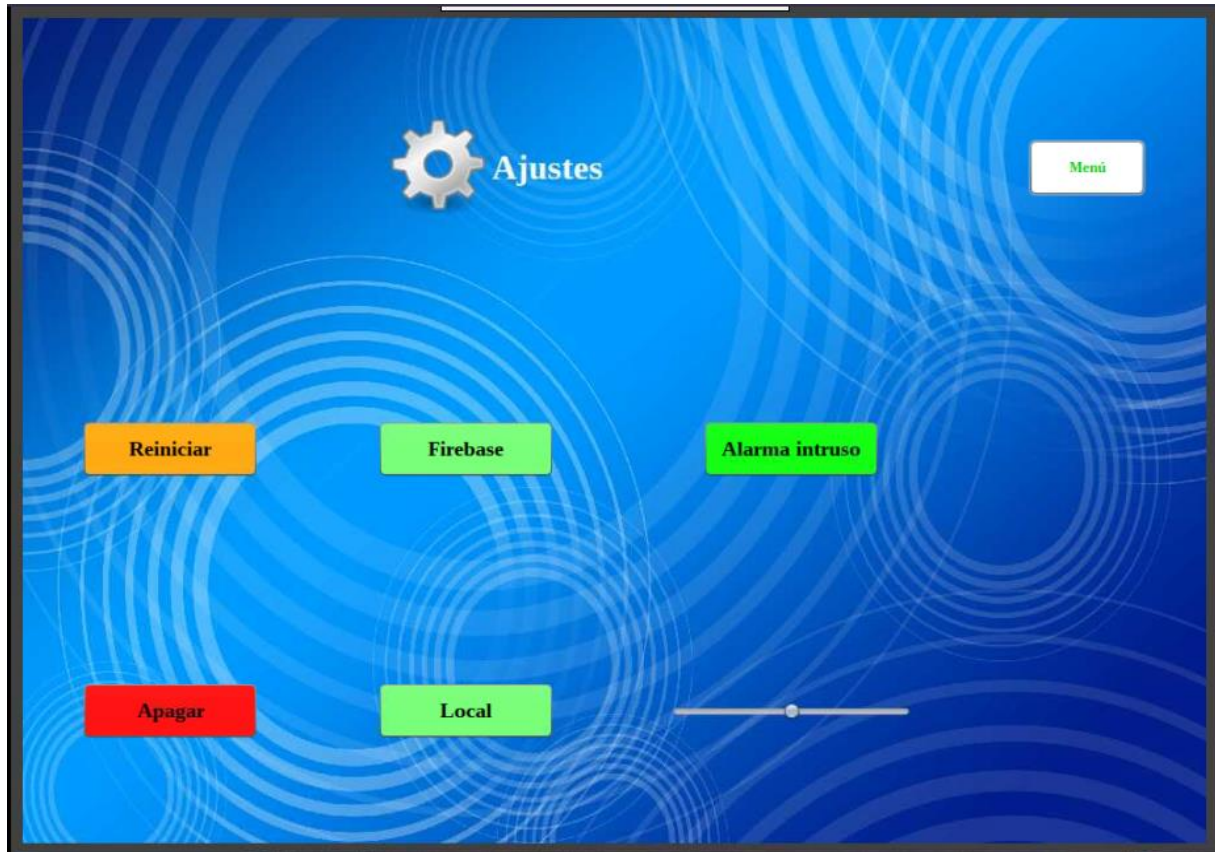 Ajustes
Menú
Reiniciar
Firebase
Alarma intruso
Apagar
Local